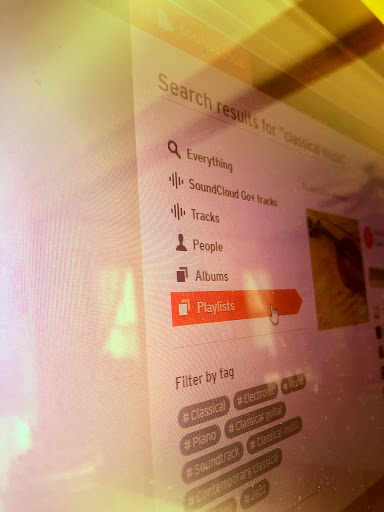 Search results for "classical music"
Everything
SoundCloud Go+ tracks
Tracks
People
Albums
Playlists
Filter by tag
# Classical # Electronic # World
# Piano # Classical guitar
# Soundtrack # Classical music
# Contemporary classical
# Jazz